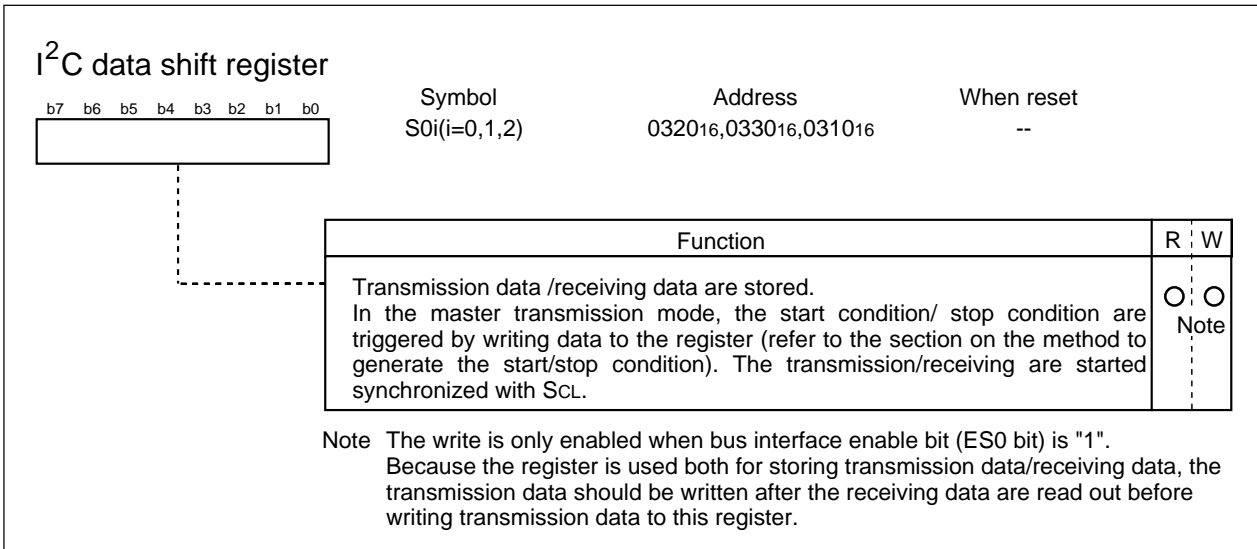 I²C data shift register
b7 b6 b5 b4 b3 b2 b1 b0
Symbol Address When reset
S0i(i=0,1,2) 032016,033016,031016 --
Function R W
Transmission data /receiving data are stored.
In the master transmission mode, the start condition/ stop condition are
triggered by writing data to the register (refer to the section on the method to
generate the start/stop condition). The transmission/receiving are started
synchronized with SCL.
Note
Note The write is only enabled when bus interface enable bit (ES0 bit) is "1".
Because the register is used both for storing transmission data/receiving data, the
transmission data should be written after the receiving data are read out before
writing transmission data to this register.